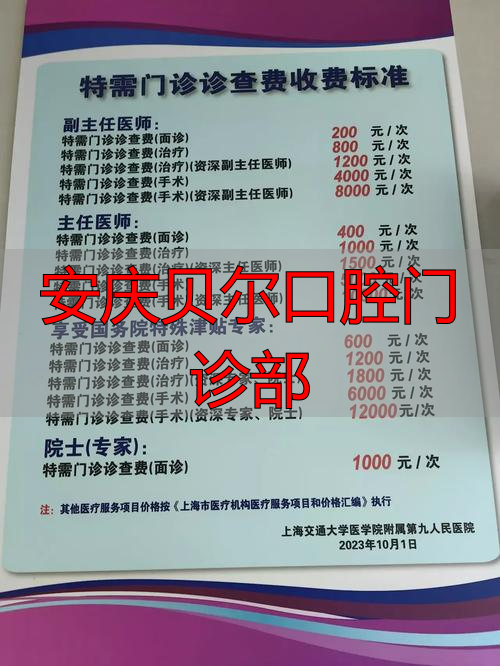 特需门诊诊查费收费标准
副主任医师：
特需门诊诊查费(面诊) 200 元/次
特需门诊诊查费(治疗) 800 元/次
特需门诊诊查费(治疗)(资深副主任医师) 1200 元/次
特需门诊诊查费(手术) 4000 元/次
特需门诊诊查费(手术)(资深副主任医师) 8000 元/次
主任医师：
特需门诊诊查费(面诊) 400 元/次
特需门诊诊查费(治疗) 1000 元/次
特需门诊诊查费(治疗)(资深主任医师) 1500 元/次
特需门诊诊查费(手术)
安庆贝尔口腔门
诊部
享受国务院特殊津贴专家：
特需门诊诊查费(面诊) 600 元/次
特需门诊诊查费(治疗) 1200 元/次
特需门诊诊查费(治疗)(资深专家、院士) 1800 元/次
特需门诊诊查费(手术) 6000 元/次
特需门诊诊查费(手术)(资深专家、院士) 12000元/次
院士(专家)：
特需门诊诊查费(面诊) 1000 元/次
注：其他医疗服务项目价格按《上海市医疗机构医疗服务项目和价格汇编》执行
上海交通大学医学院附属第九人民医院
2023年10月1日